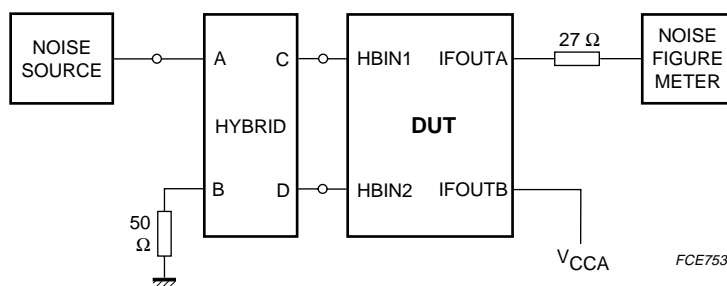 NOISE
SOURCE
A
C
HYBRID
B
D
50
Ω
HBIN1
IFOUTA
DUT
HBIN2
IFOUTB
27 Ω
NOISE
FIGURE
METER
VCCA
FCE753